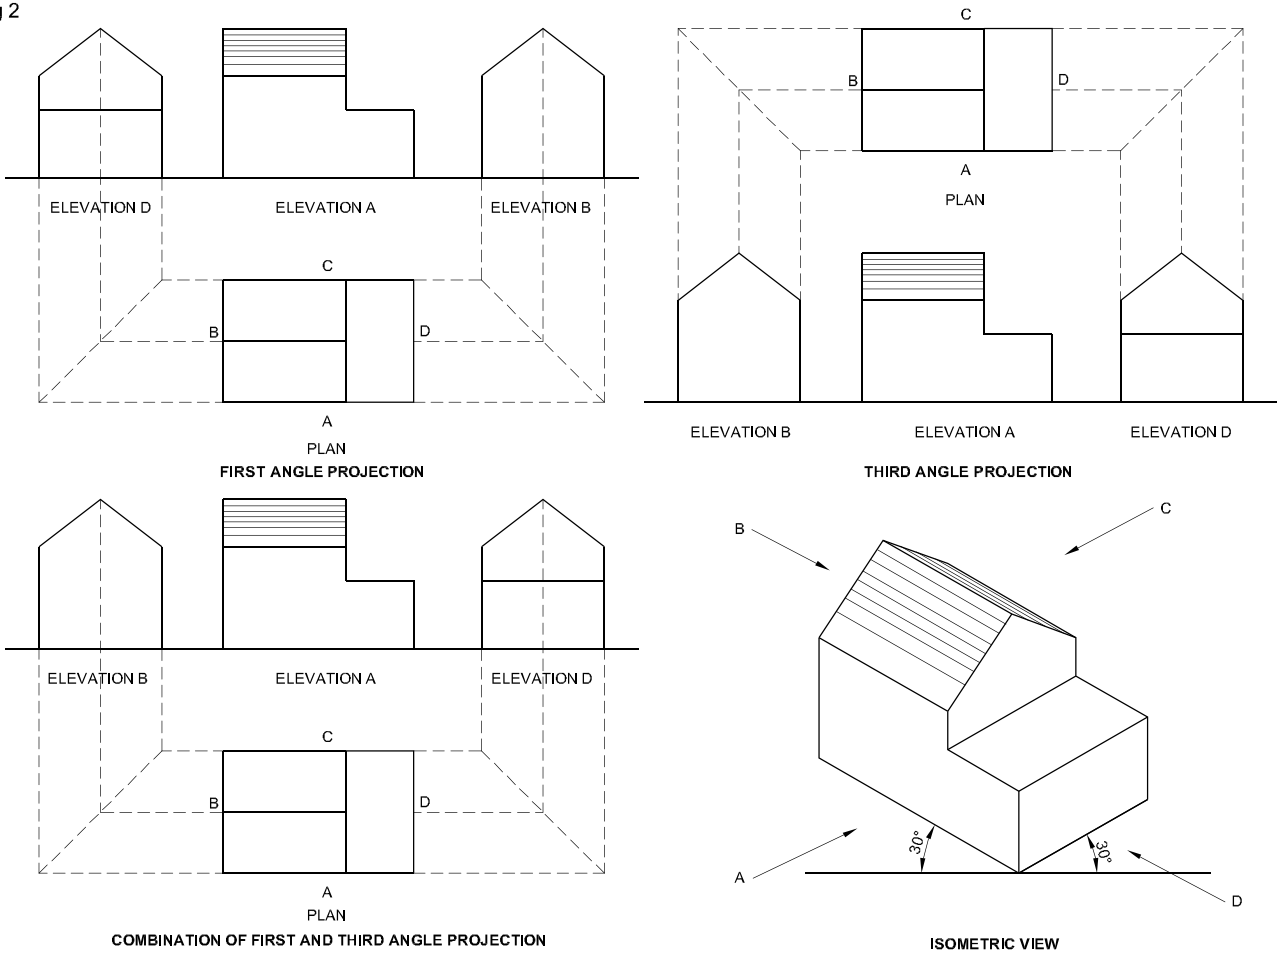 g 2
ELEVATION D
ELEVATION A
ELEVATION B
C
B
D
A
PLAN
FIRST ANGLE PROJECTION
C
B
D
A
PLAN
ELEVATION B
ELEVATION A
ELEVATION D
THIRD ANGLE PROJECTION
ELEVATION B
ELEVATION A
ELEVATION D
C
B
D
A
PLAN
COMBINATION OF FIRST AND THIRD ANGLE PROJECTION
C
B
30°
30°
A
D
ISOMETRIC VIEW